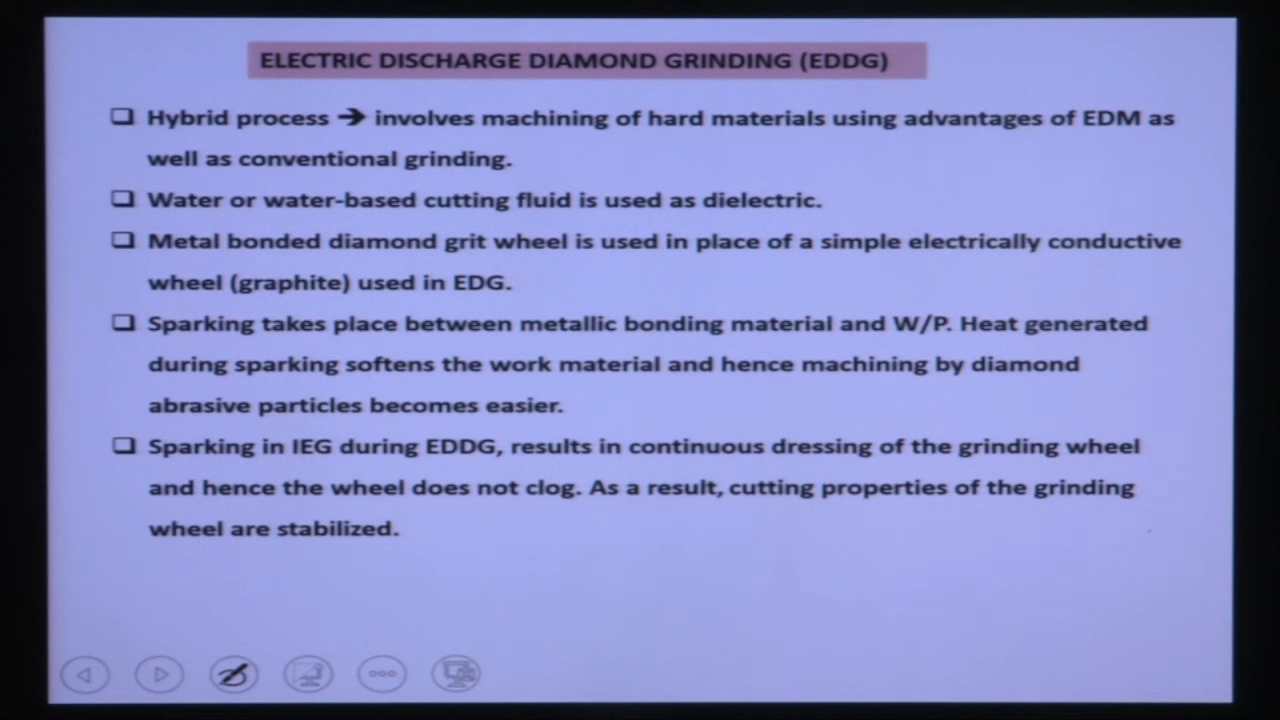 ELECTRIC DISCHARGE DIAMOND GRINDING (EDDG)
❑ Hybrid process ➔ involves machining of hard materials using advantages of EDM as
well as conventional grinding.
❑ Water or water-based cutting fluid is used as dielectric.
❑ Metal bonded diamond grit wheel is used in place of a simple electrically conductive
wheel (graphite) used in EDG.
❑ Sparking takes place between metallic bonding material and W/P. Heat generated
during sparking softens the work material and hence machining by diamond
abrasive particles becomes easier.
❑ Sparking in IEG during EDDG, results in continuous dressing of the grinding wheel
and hence the wheel does not clog. As a result, cutting properties of the grinding
wheel are stabilized.